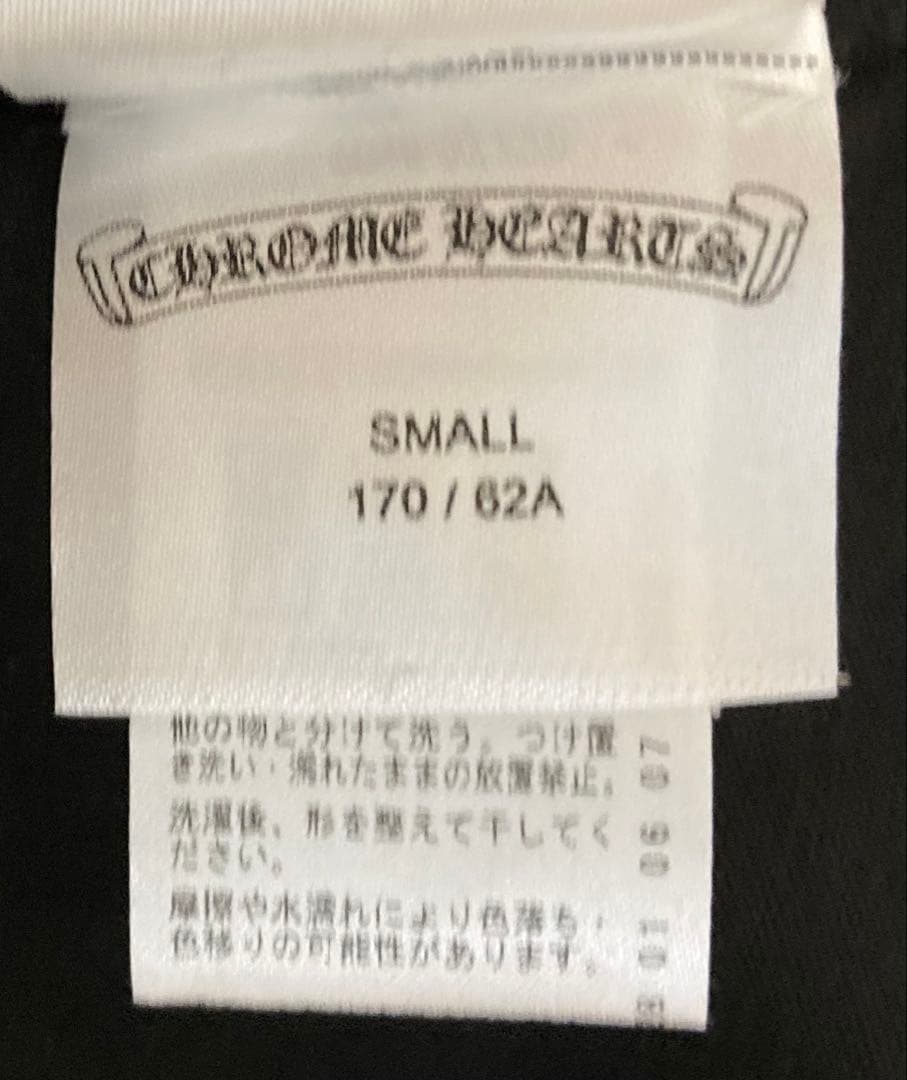 CHROME HEARTS
SMALL
170 / 62A
他の物と分けて洗う。つけ置
き洗い・濡れたままの放置禁止。
洗濯後、形を整えて干してく
ださい。
摩擦や水濡れにより色落ち・
色移りの可能性があります。
01 06 07